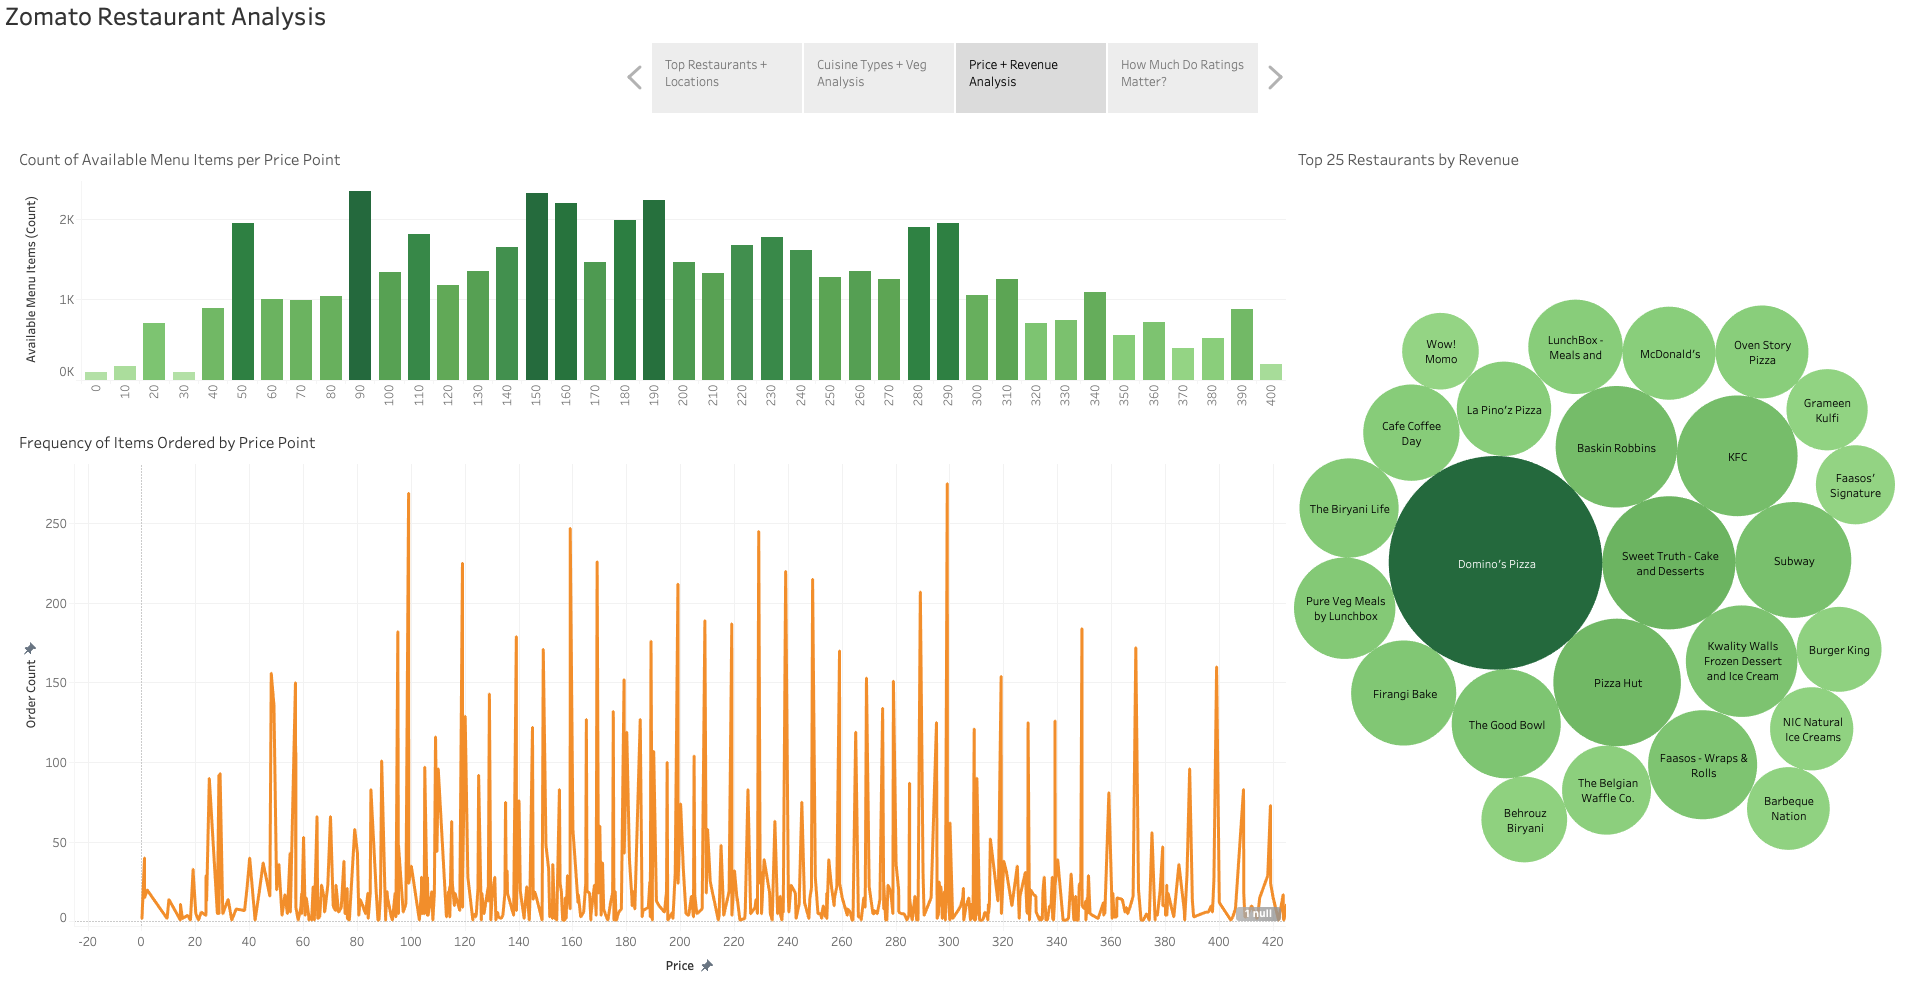 Zomato Restaurant Analysis
Top Restaurants +
Locations
Cuisine Types + Veg
Analysis
Price + Revenue
Analysis
How Much Do Ratings
Matter?
Count of Available Menu Items per Price Point
Available Menu Items (Count)
2K
1K
0K
0 10 20 30 40 50 60 70 80 90 100 110 120 130 140 150 160 170 180 190 200 210 220 230 240 250 260 270 280 290 300 310 320 330 340 350 360 370 380 390 400
Frequency of Items Ordered by Price Point
Order Count
250
200
150
100
50
0
1 null
-20 0 20 40 60 80 100 120 140 160 180 200 220 240 260 280 300 320 340 360 380 400 420
Price
Top 25 Restaurants by Revenue
Wow!
Momo
LunchBox -
Meals and
McDonald's
Oven Story
Pizza
Cafe Coffee
Day
La Pino'z Pizza
Grameen
Kulfi
Baskin Robbins
KFC
Faasos'
Signature
The Biryani Life
Domino's Pizza
Sweet Truth - Cake
and Desserts
Subway
Pure Veg Meals
by Lunchbox
Kwality Walls
Frozen Dessert
and Ice Cream
Burger King
Firangi Bake
Pizza Hut
The Good Bowl
NIC Natural
Ice Creams
Faasos - Wraps &
Rolls
The Belgian
Waffle Co.
Behrouz
Biryani
Barbeque
Nation